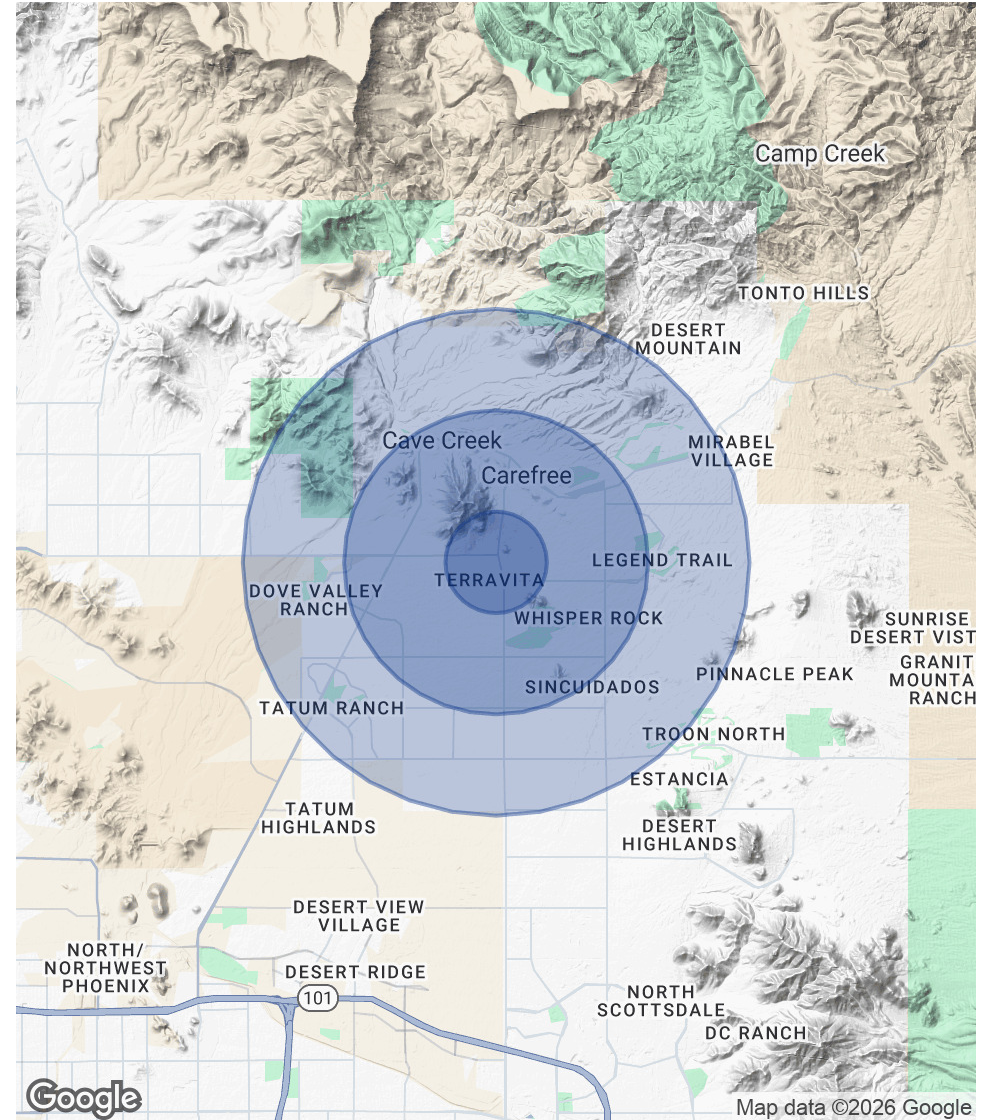 Camp Creek
TONTO HILLS
DESERT
MOUNTAIN
Cave Creek
MIRABEL
VILLAGE
Carefree
LEGEND TRAIL
TERRAVITA
DOVE VALLEY
RANCH
WHISPER ROCK
SUNRISE
DESERT VIST
GRANIT
MOUNTA
RANCH
PINNACLE PEAK
SINCUIDADOS
TATUM RANCH
TROON NORTH
ESTANCIA
TATUM
HIGHLANDS
DESERT
HIGHLANDS
DESERT VIEW
VILLAGE
NORTH/
NORTHWEST
PHOENIX
DESERT RIDGE
101
NORTH
SCOTTSDALE
DC RANCH
Google
Map data ©2026 Google